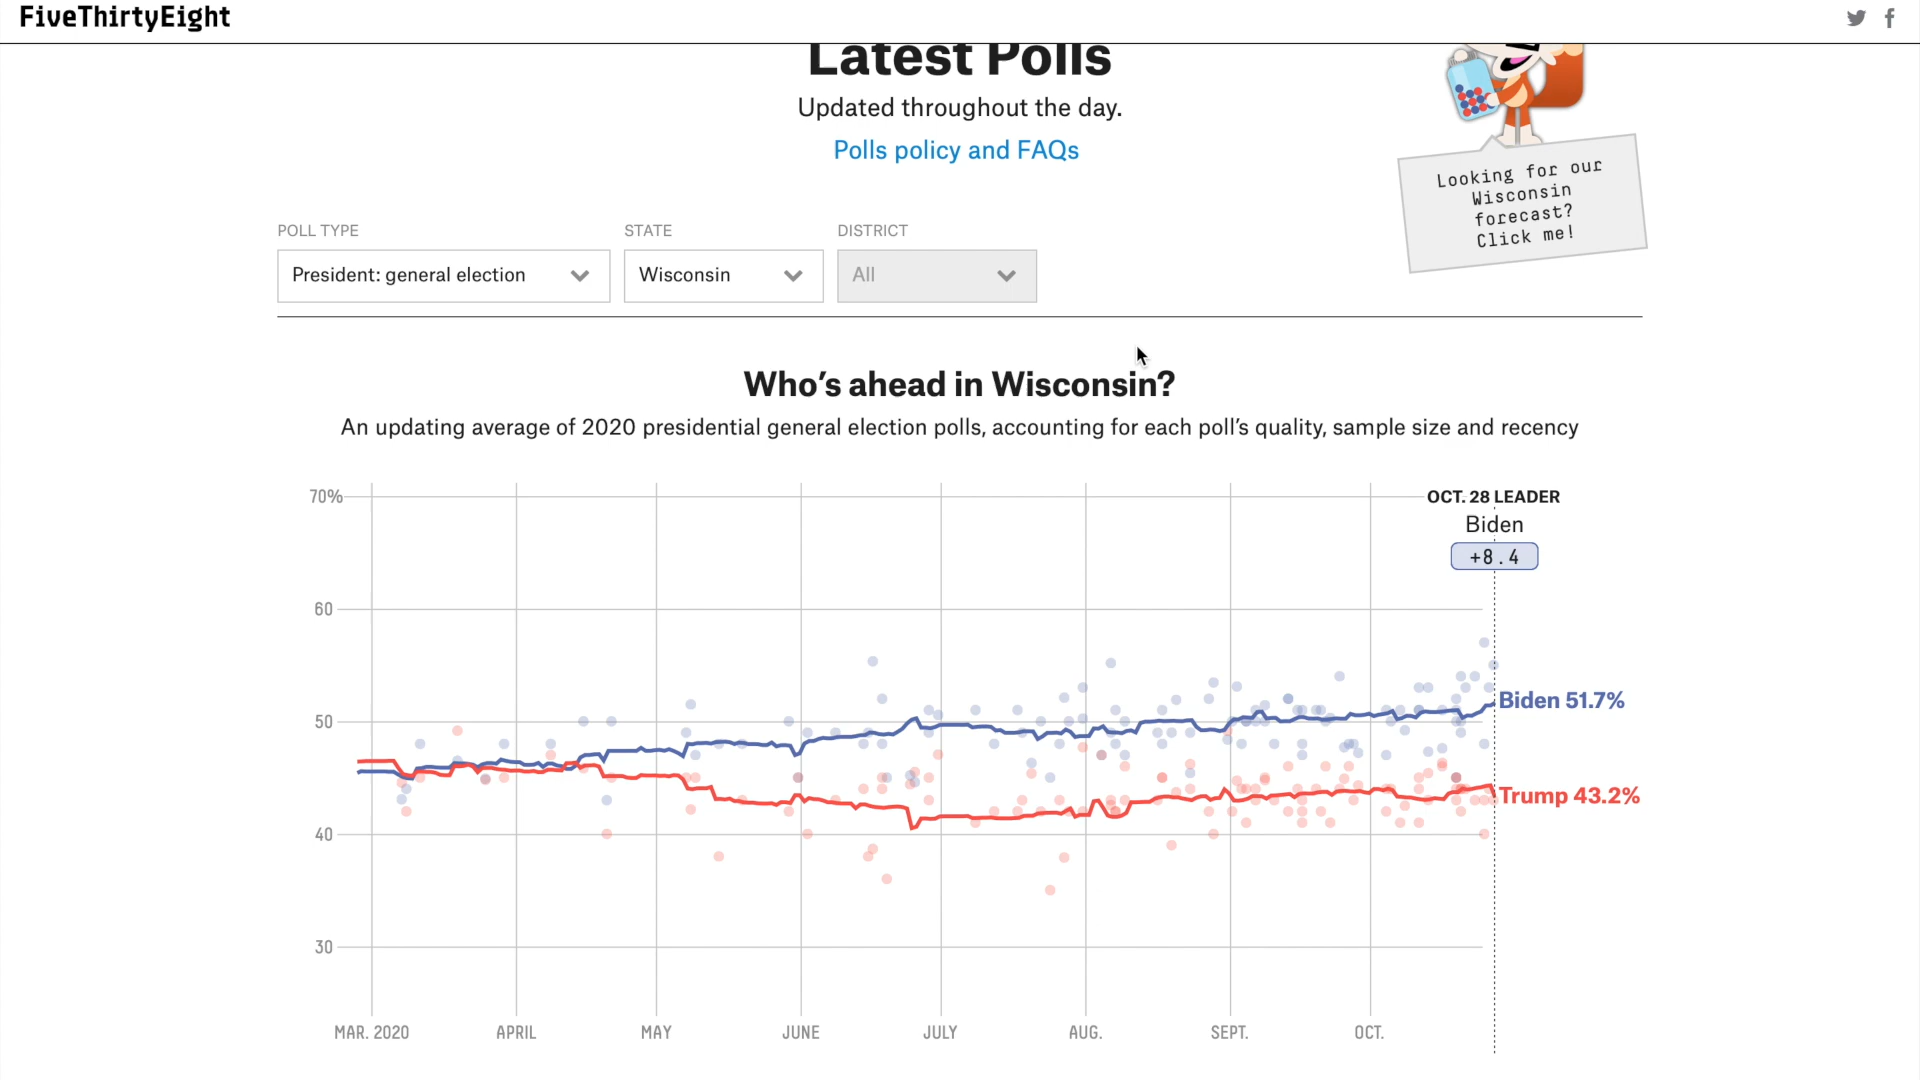 FiveThirtyEight
Latest Polls
Updated throughout the day.
Polls policy and FAQs
Looking for our
Wisconsin
forecast?
Click me!
POLL TYPE
STATE
DISTRICT
President: general election
Wisconsin
All
Who's ahead in Wisconsin?
An updating average of 2020 presidential general election polls, accounting for each poll's quality, sample size and recency
70%
OCT. 28 LEADER
Biden
+8.4
60
50
Biden 51.7%
Trump 43.2%
40
30
MAR. 2020
APRIL
MAY
JUNE
JULY
AUG.
SEPT.
OCT.